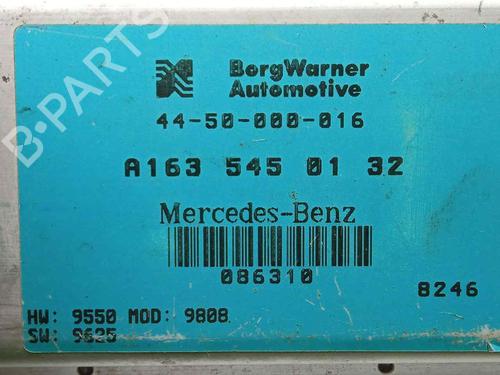 BorgWarner
Automotive
44-50-000-016
A163 545 01 32
Mercedes-Benz
086310
8246
HW: 9550 MOD: 9808
SW: 9625
B-PARTS